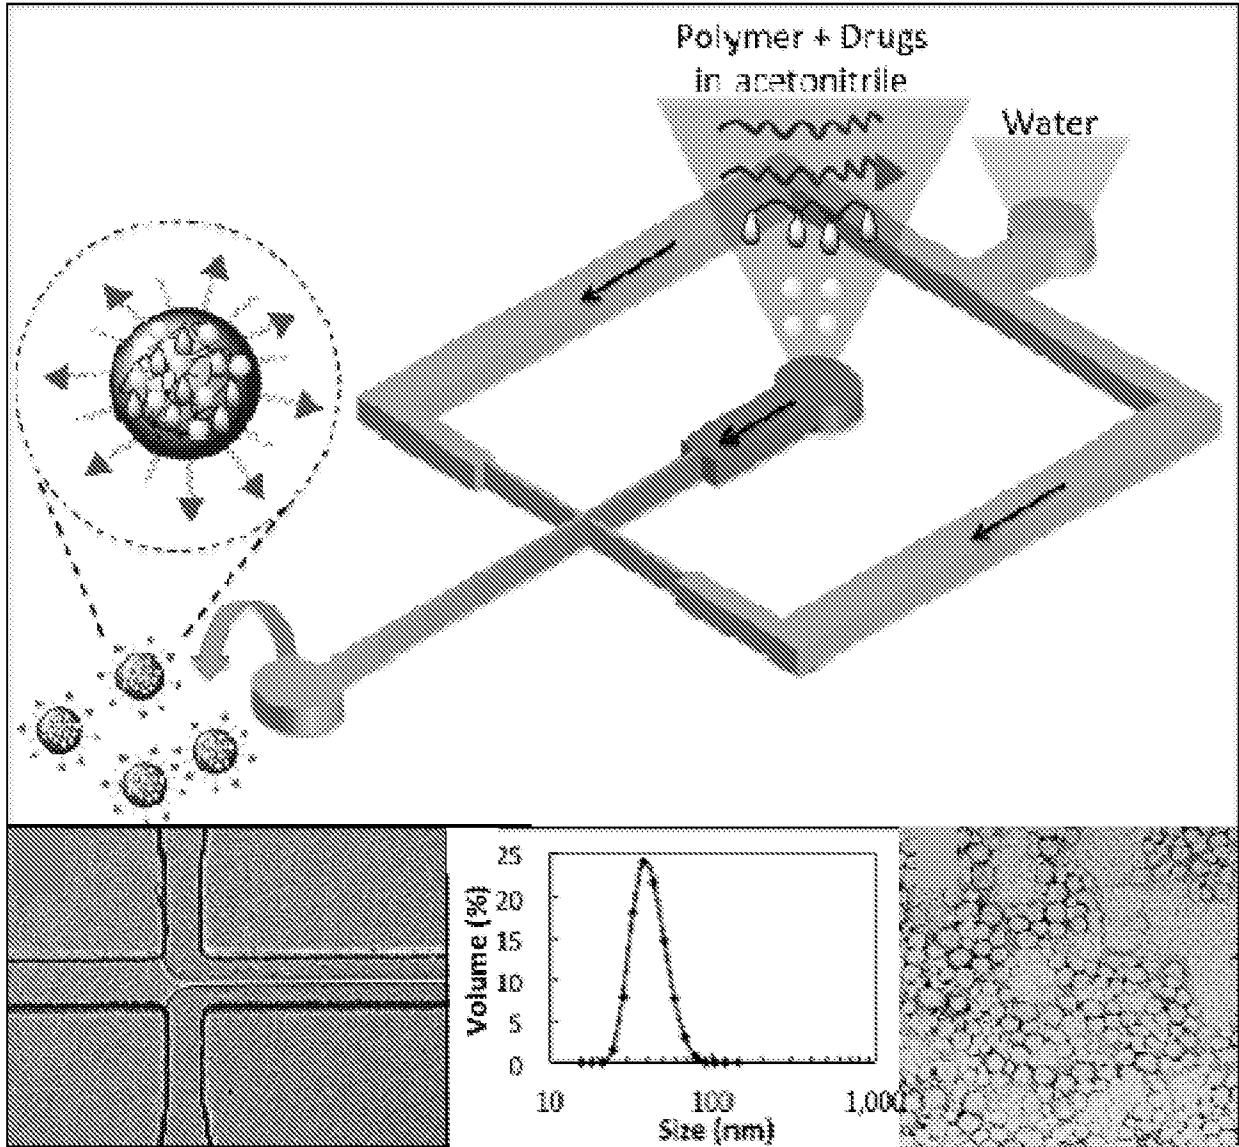 Polymer + Drugs
in acetonitrile
Water
Volume (%)
25
20
15
10
5
0
10
100
1,000
Size (nm)